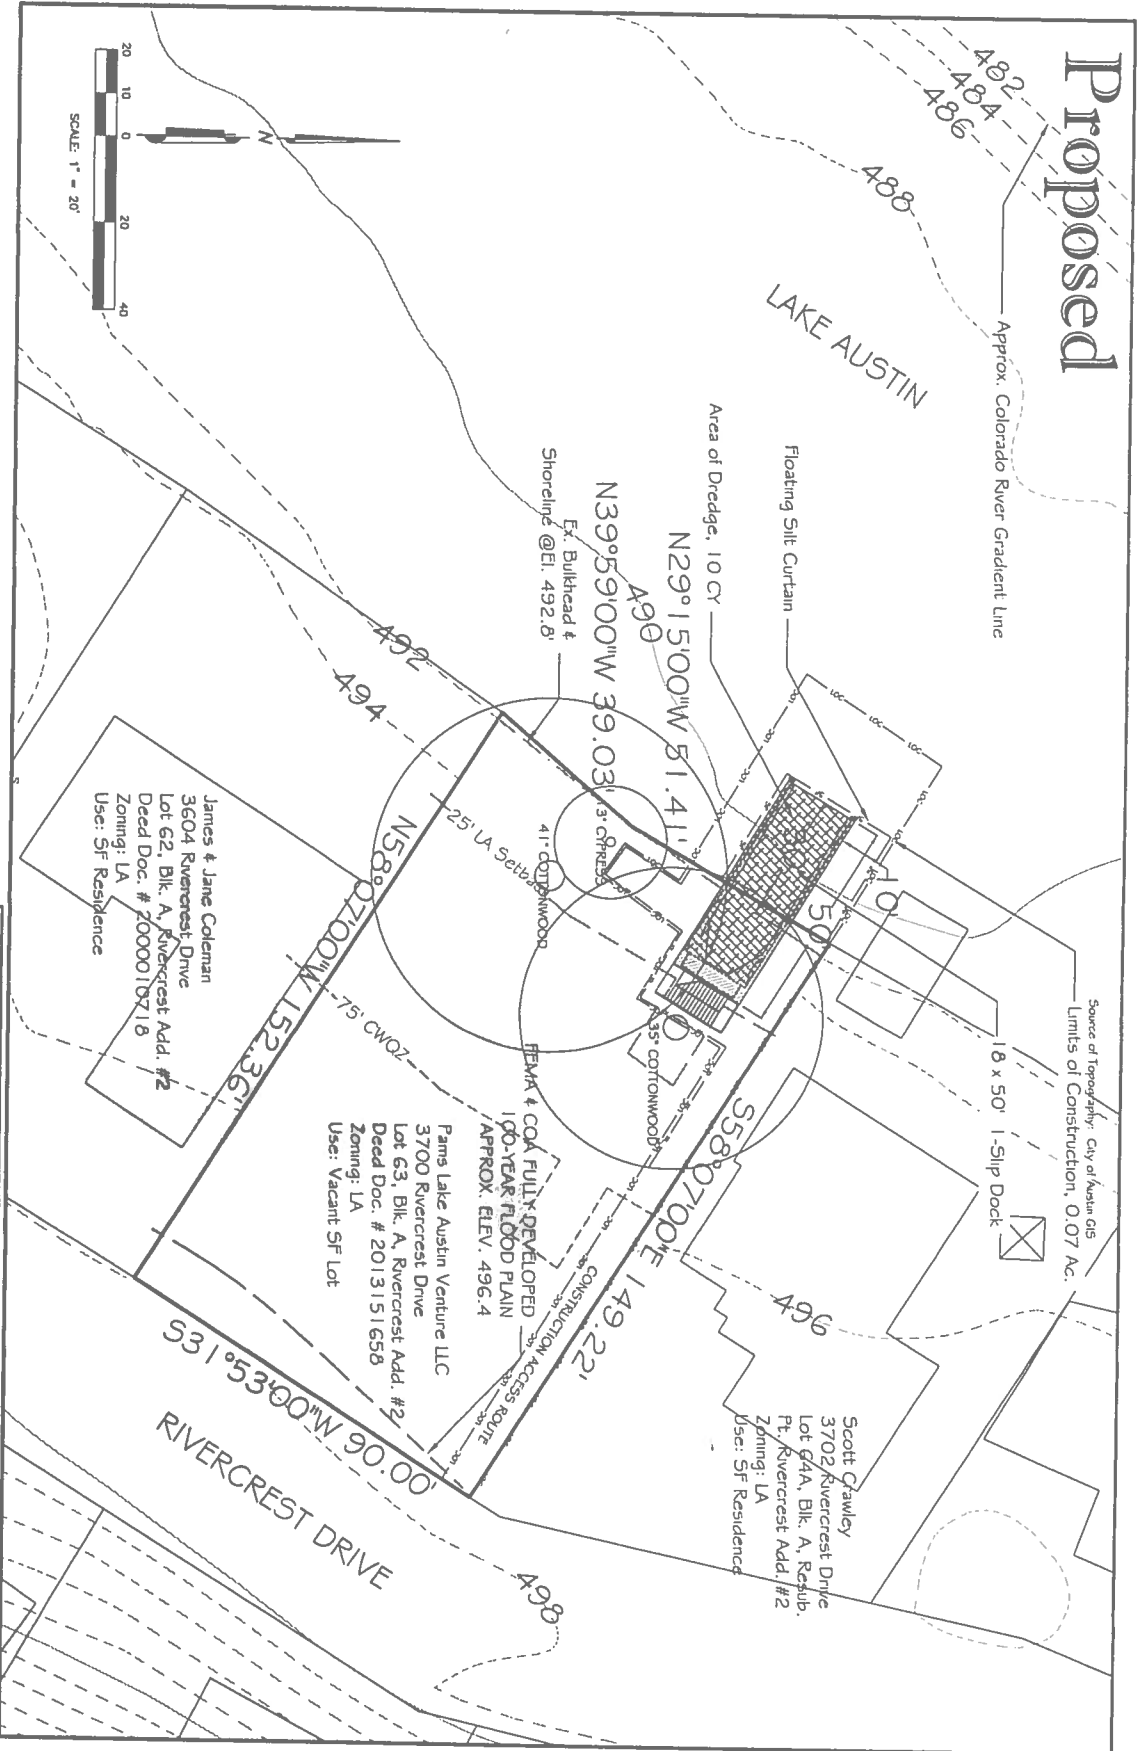 Proposed
482
484
486
488
Approx. Colorado River Gradient Line
LAKE AUSTIN
20
10
0
20
40
SCALE: 1" = 20'
N
Floating Silt Curtain
Area of Dredge, 10 CY
N29°15'00"W 51.41'
490
N39°59'00"W 39.03'
Ex. Bulkhead &
Shoreline @El. 492.8'
492
494
Source of Topography: City of Austin GIS
Limits of Construction, 0.07 Ac.
18 x 50' 1-Slip Dock
10
50'
CYPRESS
41" COTTONWOOD
35" COTTONWOOD
25' LA Setback
75' CWQZ
N58°07'00"W 152.36'
S58°07'00"E 149.22'
496
CONSTRUCTION ACCESS ROUTE
FEMA & COA FULLY DEVELOPED
100-YEAR FLOOD PLAIN
APPROX. ELEV. 496.4
Pams Lake Austin Venture LLC
3700 Rivercrest Drive
Lot 63, Blk. A, Rivercrest Add. #2
Deed Doc. # 2013151658
Zoning: LA
Use: Vacant SF Lot
James & Jane Coleman
3604 Rivercrest Drive
Lot 62, Blk. A, Rivercrest Add. #2
Deed Doc. # 2000010718
Zoning: LA
Use: SF Residence
Scott Crawley
3702 Rivercrest Drive
Lot 64A, Blk. A, Resub.
Pt. Rivercrest Add. #2
Zoning: LA
Use: SF Residence
S31°53'00"W 90.00'
RIVERCREST DRIVE
498